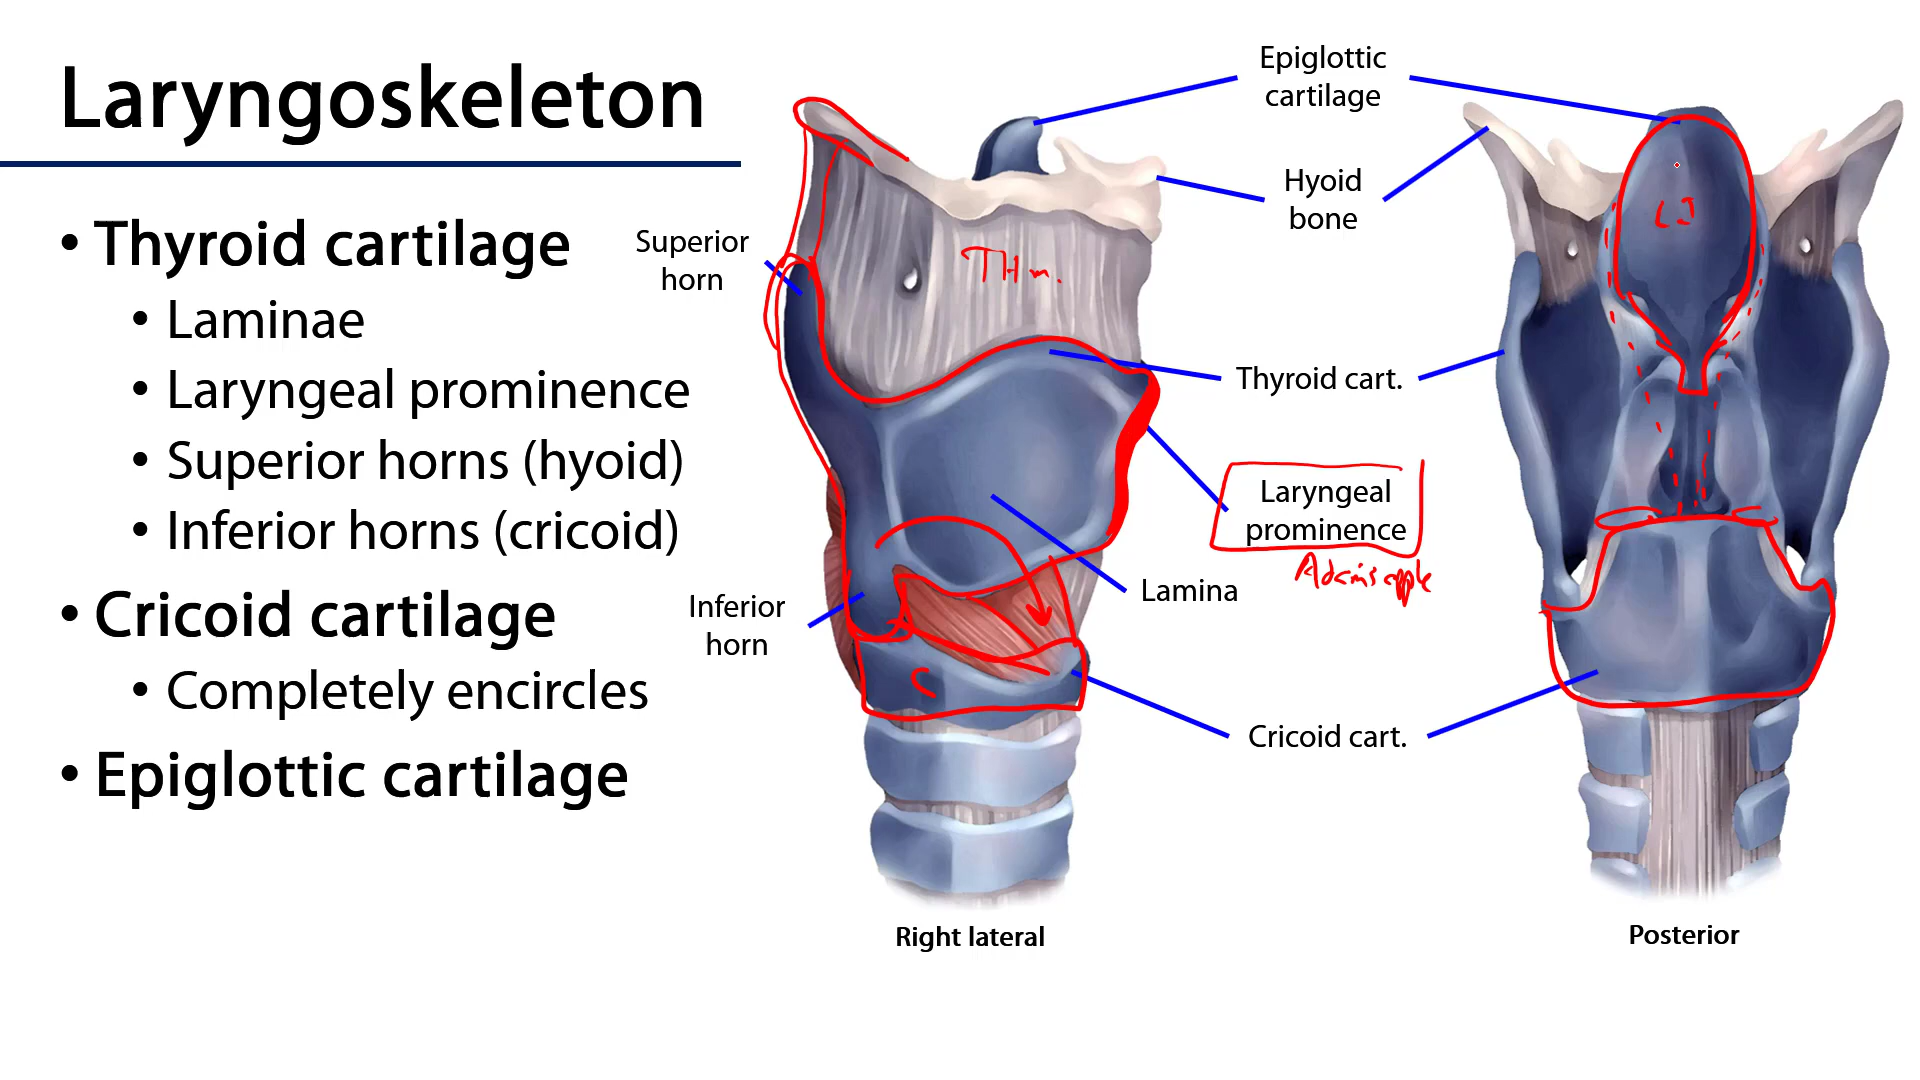 Laryngoskeleton
• Thyroid cartilage
• Laminae
• Laryngeal prominence
• Superior horns (hyoid)
• Inferior horns (cricoid)
• Cricoid cartilage
• Completely encircles
• Epiglottic cartilage
Superior
horn
Inferior
horn
THm.
C
Epiglottic
cartilage
Hyoid
bone
Thyroid cart.
Laryngeal
prominence
Adam's apple
Lamina
Cricoid cart.
Right lateral
Posterior